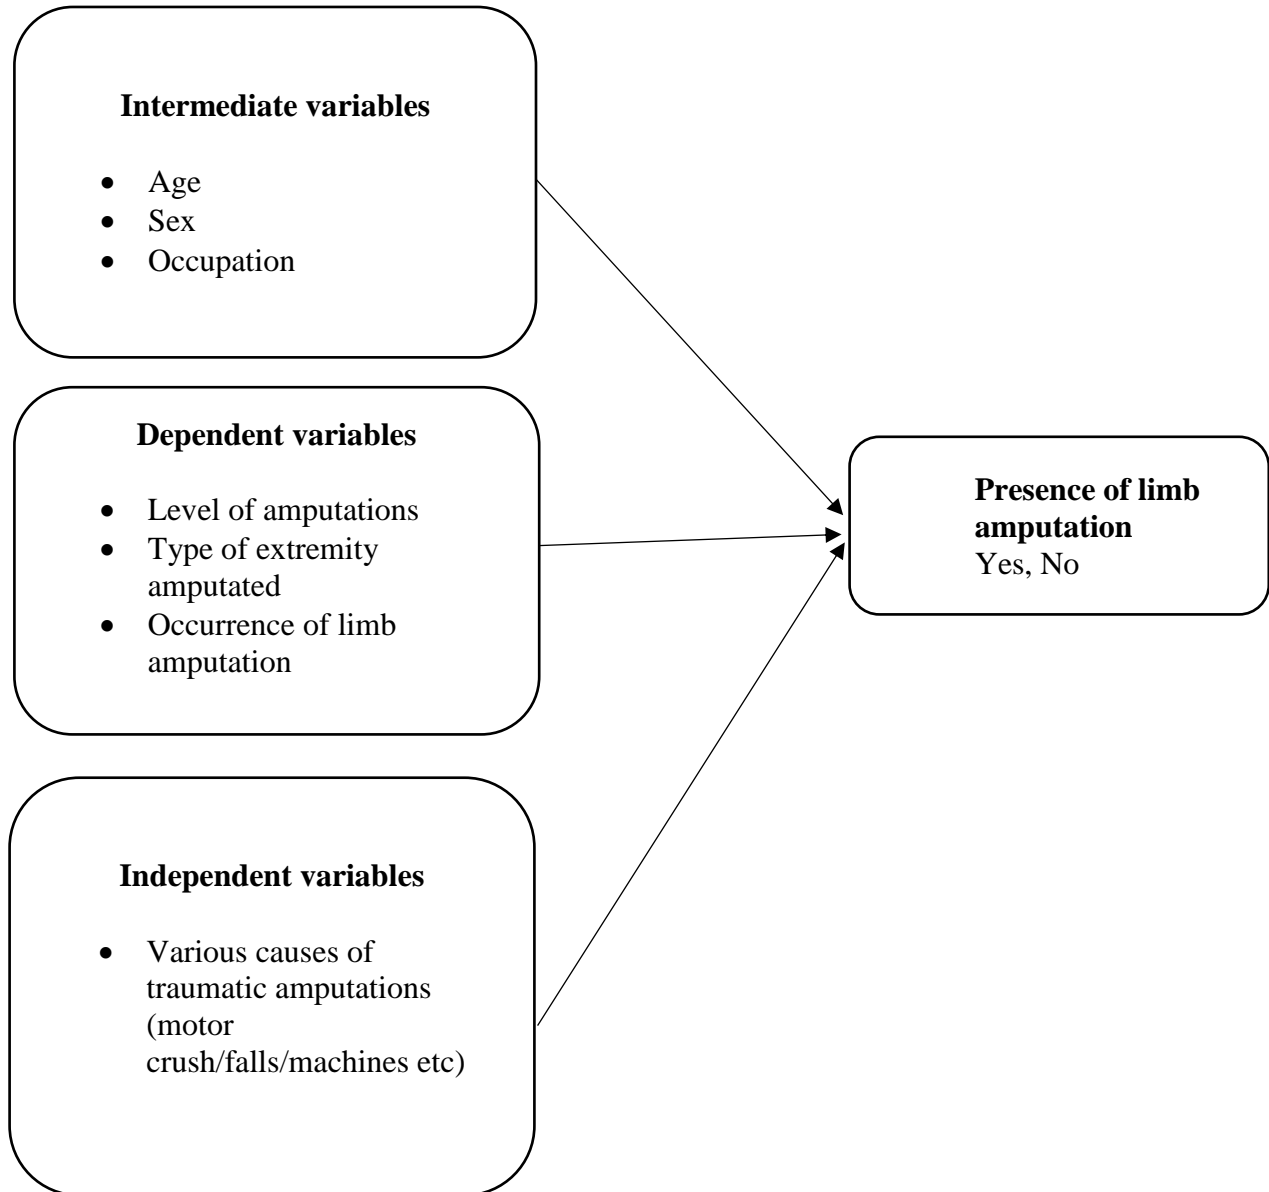 Intermediate variables
• Age
• Sex
• Occupation
Dependent variables
• Level of amputations
• Type of extremity
amputated
• Occurrence of limb
amputation
Presence of limb
amputation
Yes, No
Independent variables
• Various causes of
traumatic amputations
(motor
crush/falls/machines etc)